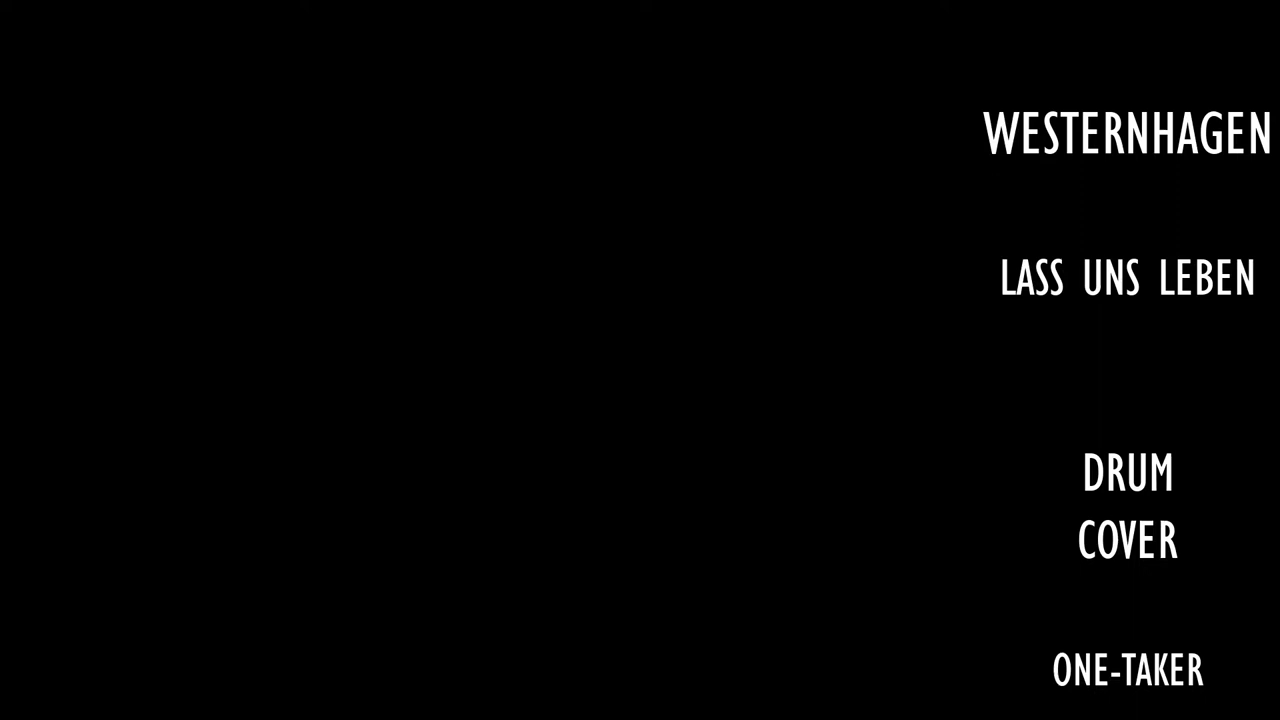 WESTERNHAGEN
LASS UNS LEBEN
DRUM
COVER
ONE-TAKER